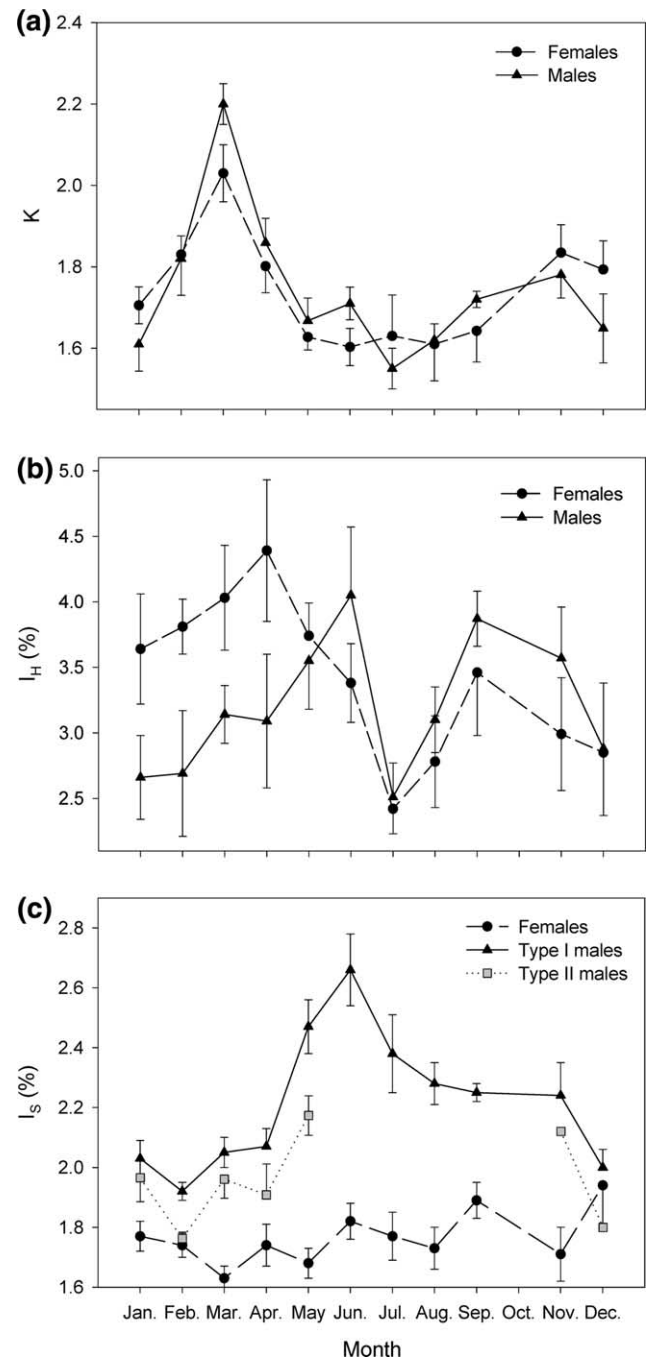 (a)
Females
Males
2.4
2.2
2.0
1.8
1.6
K
(b)
Females
Males
5.0
4.5
4.0
3.5
3.0
2.5
I_H (%)
(c)
Females
Type I males
Type II males
2.8
2.6
2.4
2.2
2.0
1.8
1.6
I_S (%)
Jan. Feb. Mar. Apr. May Jun. Jul. Aug. Sep. Oct. Nov. Dec.
Month